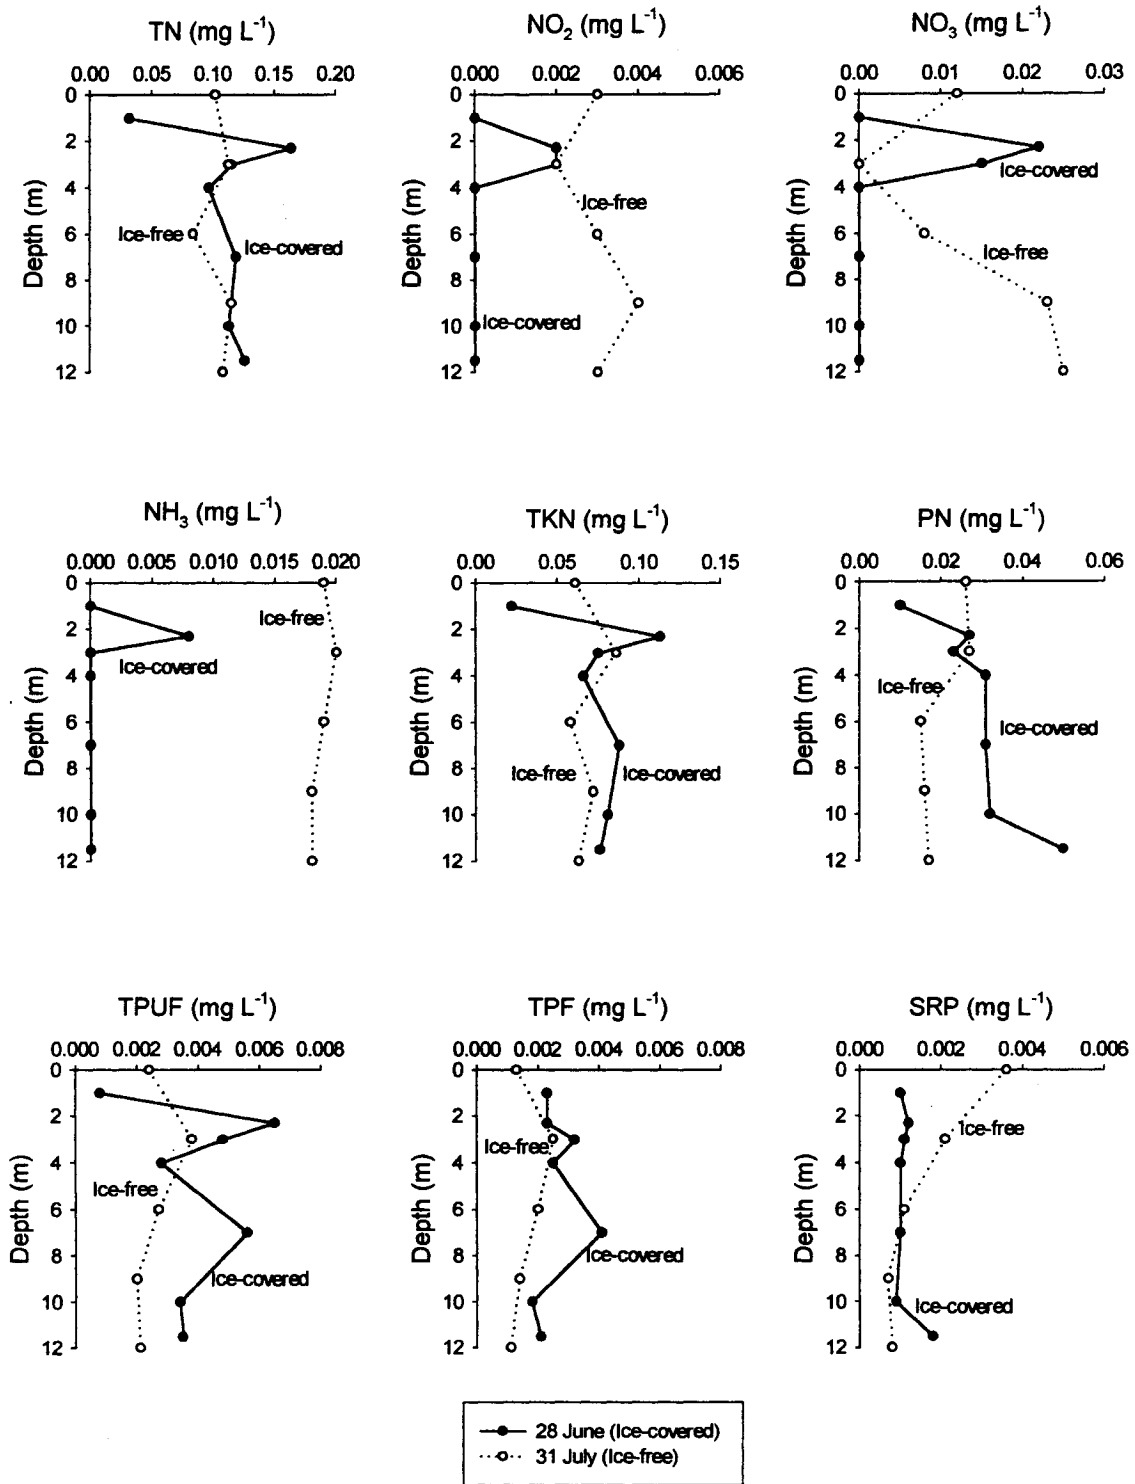 TN (mg L-1)
0.00 0.05 0.10 0.15 0.20
0
2
4
6
8
10
12
Depth (m)
Ice-free
Ice-covered
NO2 (mg L-1)
0.000 0.002 0.004 0.006
0
2
4
6
8
10
12
Depth (m)
Ice-free
Ice-covered
NO3 (mg L-1)
0.00 0.01 0.02 0.03
0
2
4
6
8
10
12
Depth (m)
Ice-covered
Ice-free
NH3 (mg L-1)
0.000 0.005 0.010 0.015 0.020
0
2
4
6
8
10
12
Depth (m)
Ice-free
Ice-covered
TKN (mg L-1)
0.00 0.05 0.10 0.15
0
2
4
6
8
10
12
Depth (m)
Ice-free
Ice-covered
PN (mg L-1)
0.00 0.02 0.04 0.06
0
2
4
6
8
10
12
Depth (m)
Ice-free
Ice-covered
TPUF (mg L-1)
0.000 0.002 0.004 0.006 0.008
0
2
4
6
8
10
12
Depth (m)
Ice-free
Ice-covered
TPF (mg L-1)
0.000 0.002 0.004 0.006
0
2
4
6
8
10
12
Depth (m)
Ice-free
Ice-covered
SRP (mg L-1)
0.000 0.002 0.004 0.006
0
2
4
6
8
10
12
Depth (m)
Ice-free
Ice-covered
28 June (Ice-covered)
31 July (Ice-free)